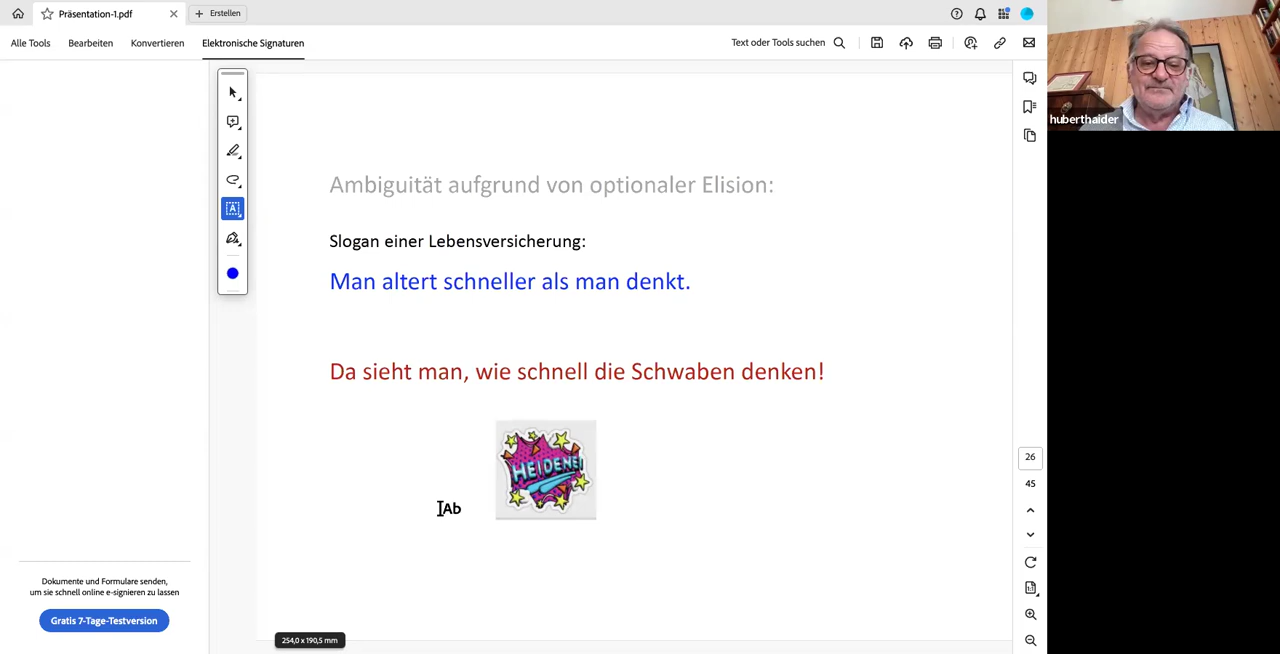 Präsentation-1.pdf
Erstellen
Alle Tools
Bearbeiten
Konvertieren
Elektronische Signaturen
Text oder Tools suchen
huberthaider
Ambiguität aufgrund von optionaler Elision:
Slogan einer Lebensversicherung:
Man altert schneller als man denkt.
Da sieht man, wie schnell die Schwaben denken!
HEIDENEI
Ab
26
45
Dokumente und Formulare senden,
um sie schnell online e-signieren zu lassen
Gratis 7-Tage-Testversion
254,0 x 190,5 mm